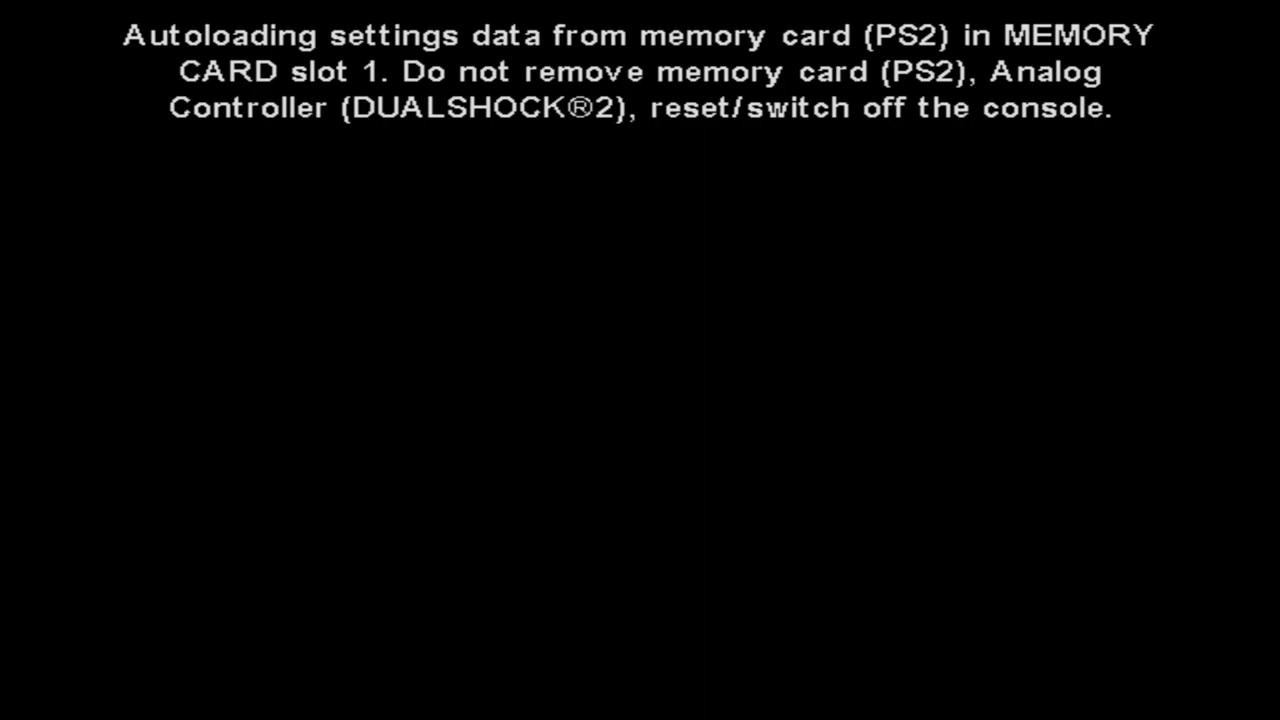 Autoloading settings data from memory card (PS2) in MEMORY
CARD slot 1. Do not remove memory card (PS2), Analog
Controller (DUALSHOCK®2), reset/switch off the console.